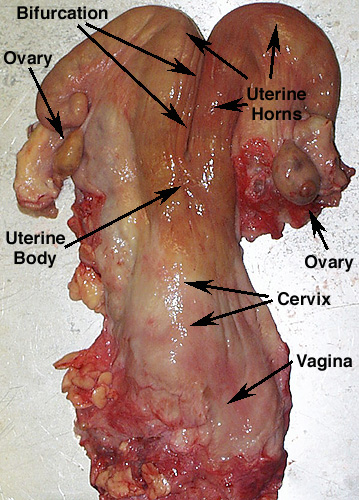 Bifurcation
Ovary
Uterine
Horns
Uterine
Body
Ovary
Cervix
Vagina